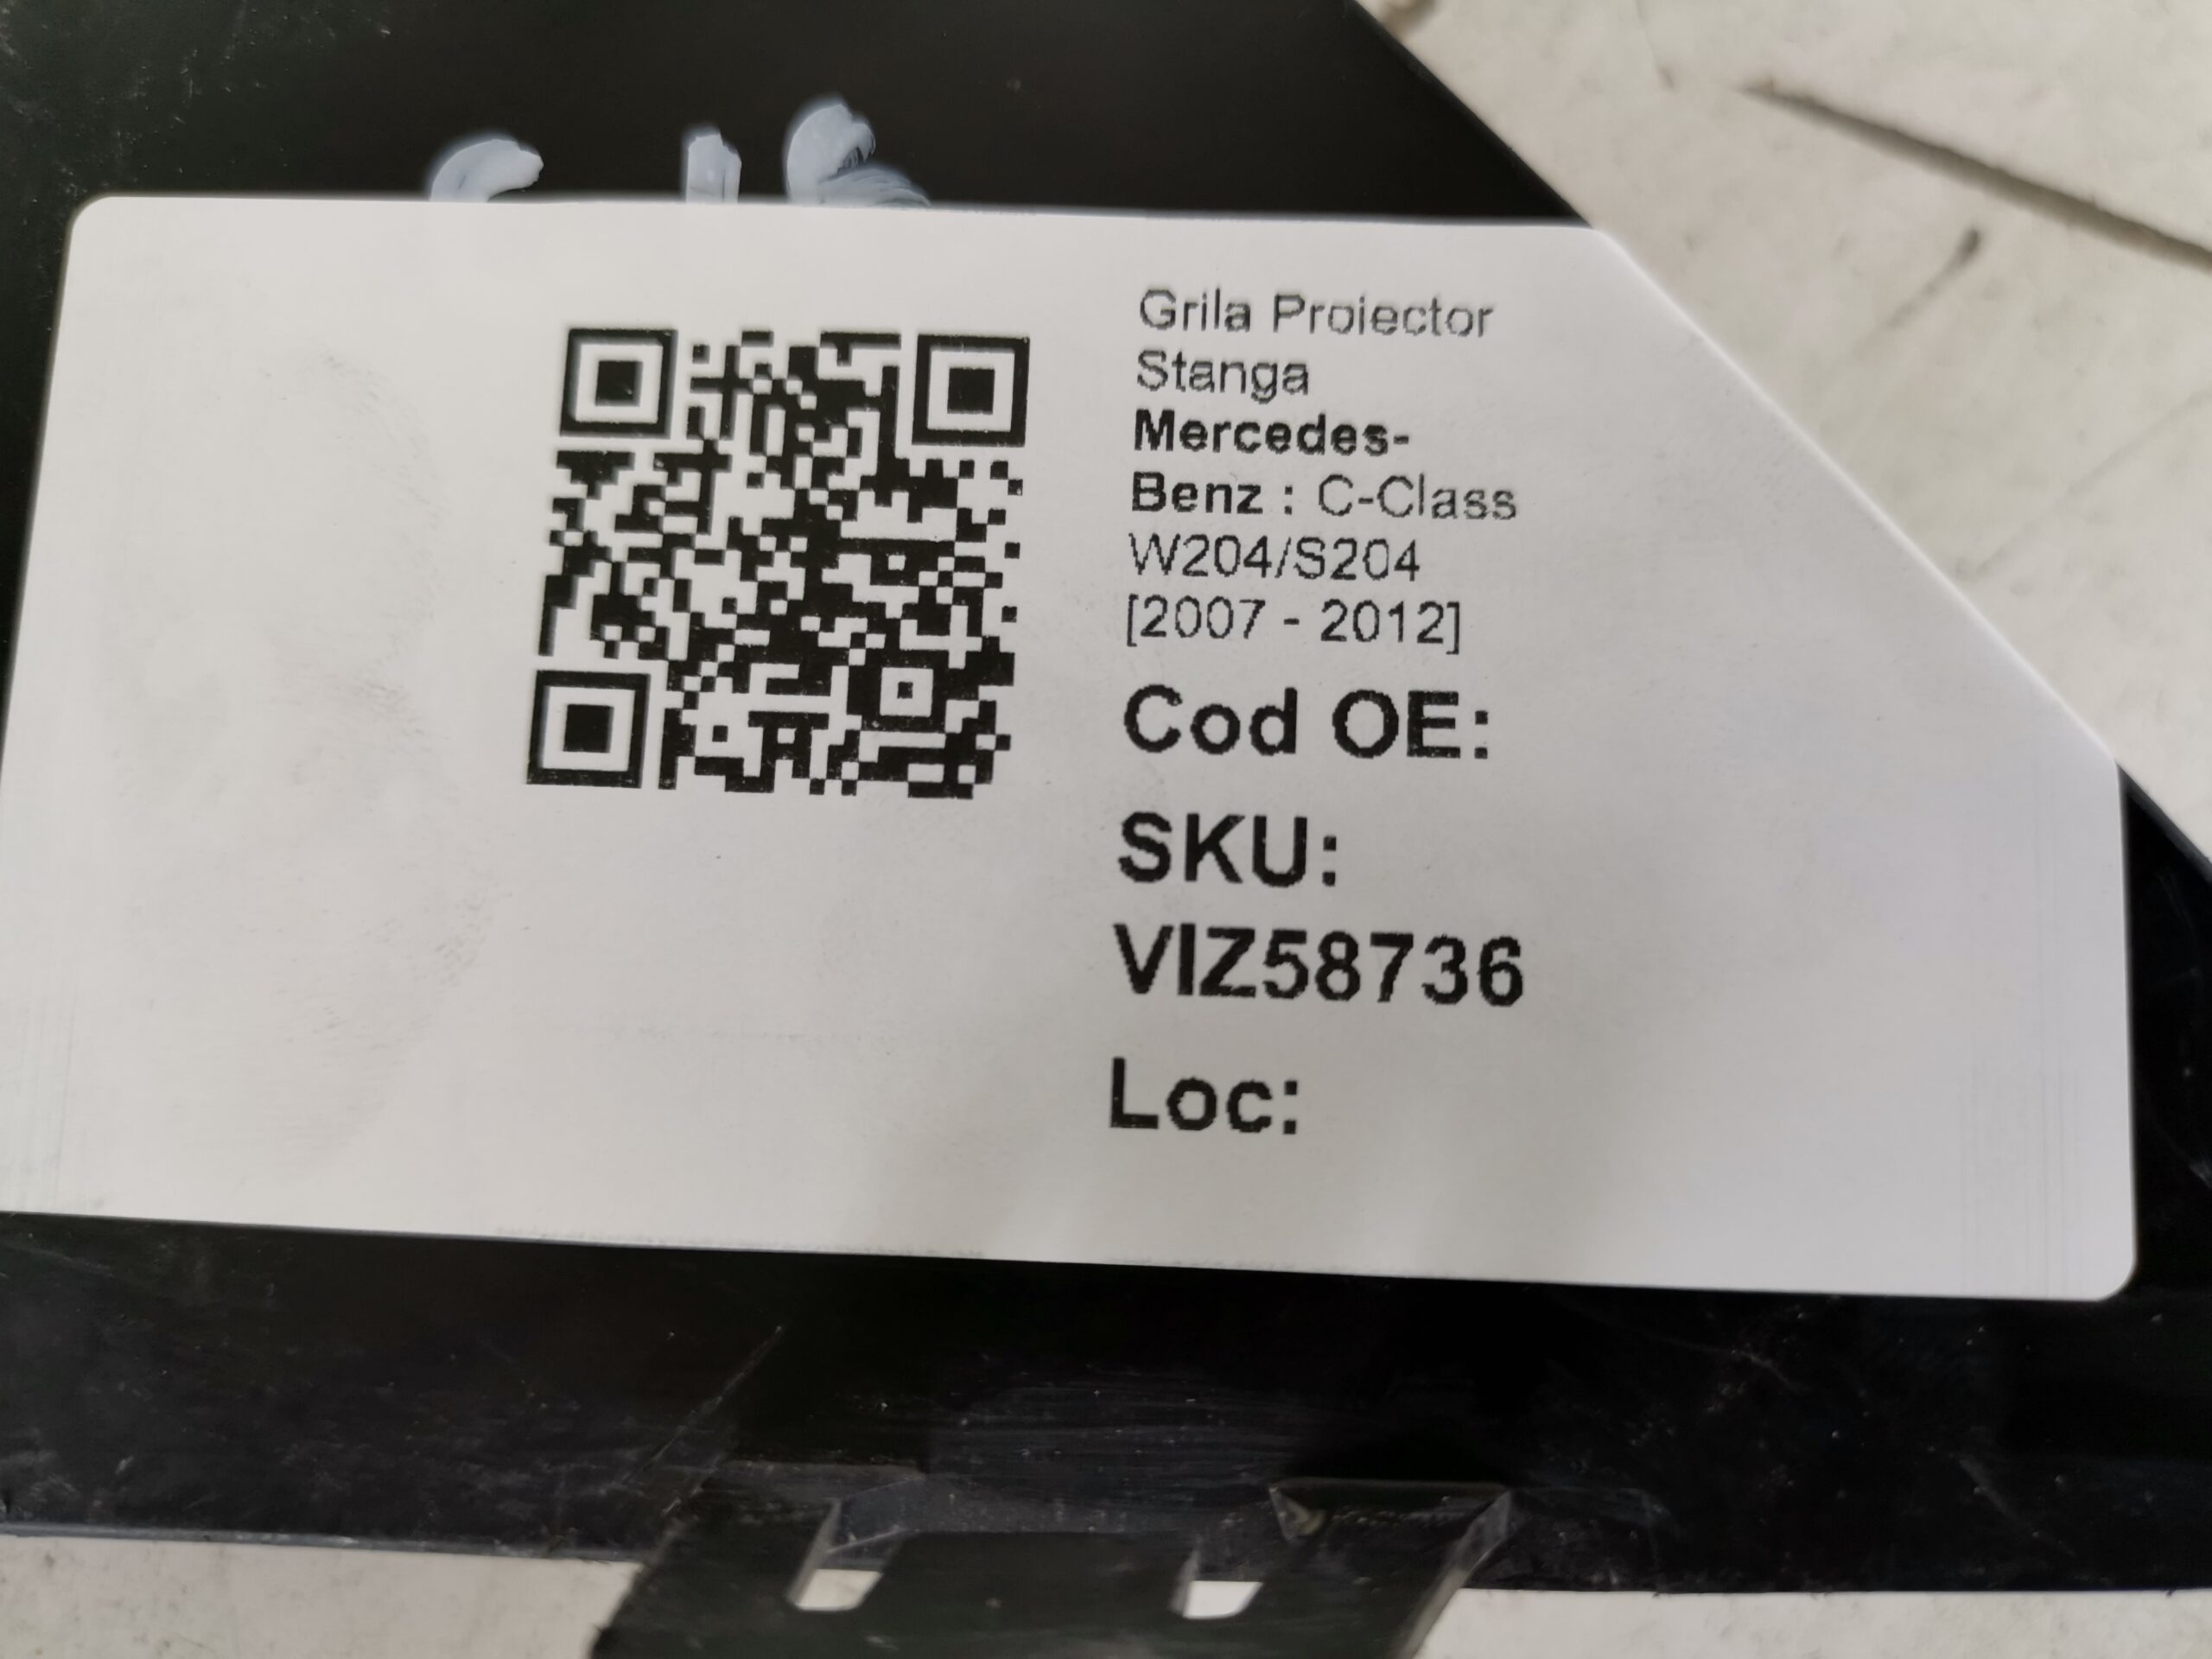 Grila Proiector
Stanga
Mercedes-
Benz : C-Class
W204/S204
[2007 - 2012]
Cod OE:
SKU:
VIZ58736
Loc: